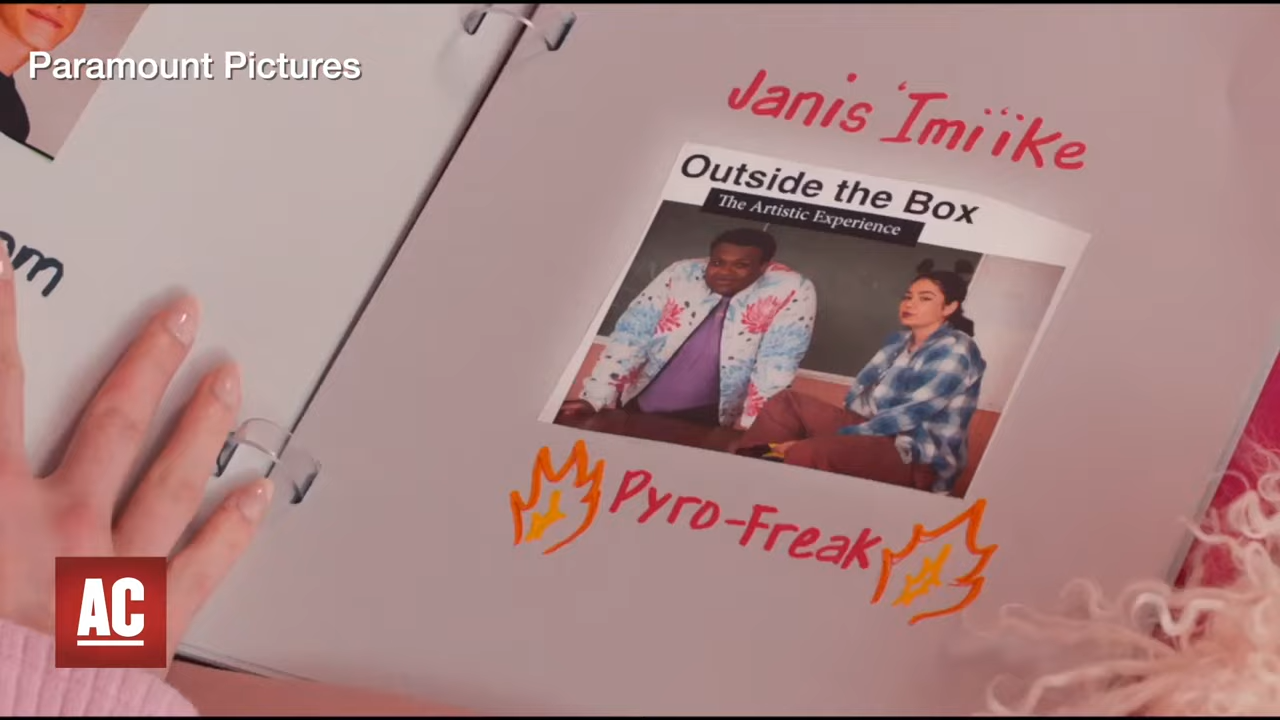 Paramount Pictures
Janis 'Imi'ike
Outside the Box
The Artistic Experience
Pyro-Freak
AC